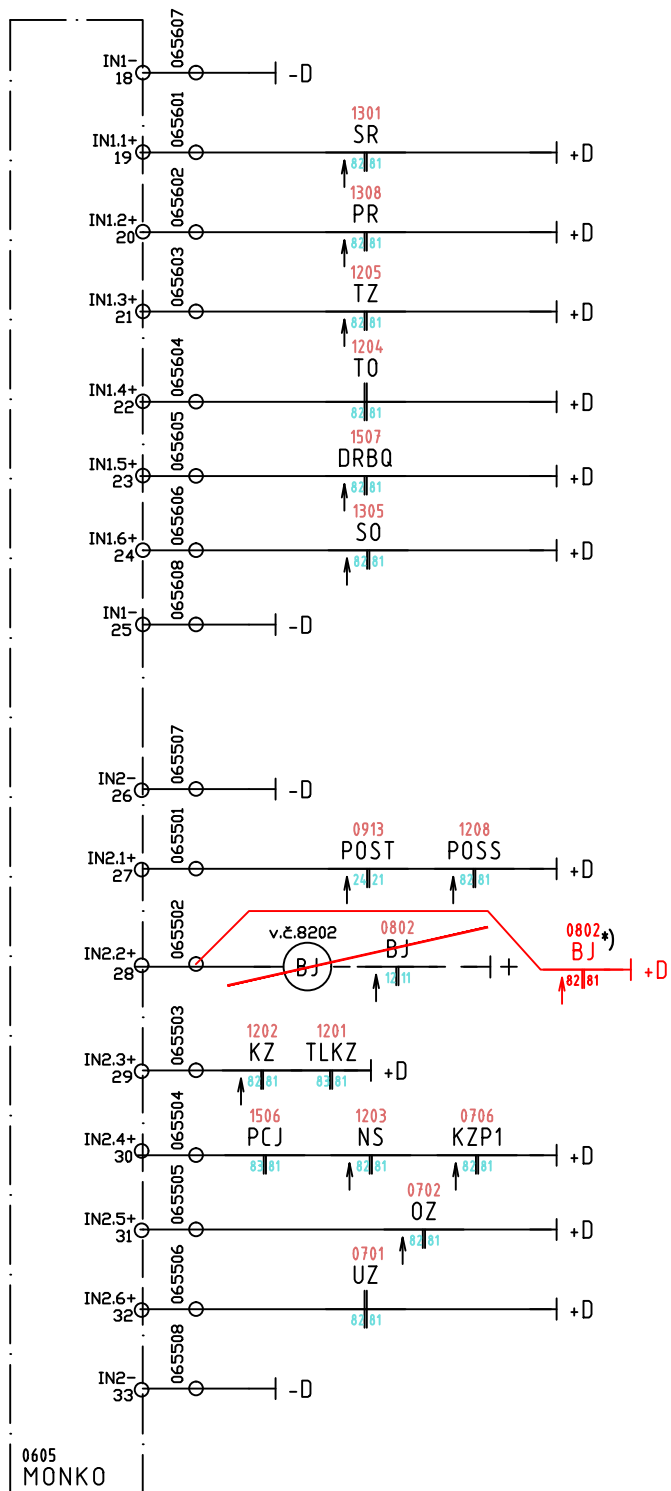 065607
IN1-
18
-D
065601
1301
SR
IN1.1+
19
82 81
+D
065602
1308
PR
IN1.2+
20
82 81
+D
065603
1205
TZ
IN1.3+
21
82 81
+D
065604
1204
TO
IN1.4+
22
82 81
+D
065605
1507
DRBQ
IN1.5+
23
82 81
+D
065606
1305
SO
IN1.6+
24
82 81
+D
065608
IN1-
25
-D
065507
IN2-
26
-D
065501
0913
POST
1208
POSS
IN2.1+
27
24 21
82 81
+D
065502
v.č.8202
BJ
0802
BJ
0802 *)
BJ
IN2.2+
28
12 11
+
82 81
+D
065503
1202
KZ
1201
TLKZ
IN2.3+
29
82 81
83 81
+D
065504
1506
PCJ
1203
NS
0706
KZP1
IN2.4+
30
83 81
82 81
82 81
+D
065505
0702
OZ
IN2.5+
31
82 81
+D
065506
0701
UZ
IN2.6+
32
82 81
+D
065508
IN2-
33
-D
0605
MONKO